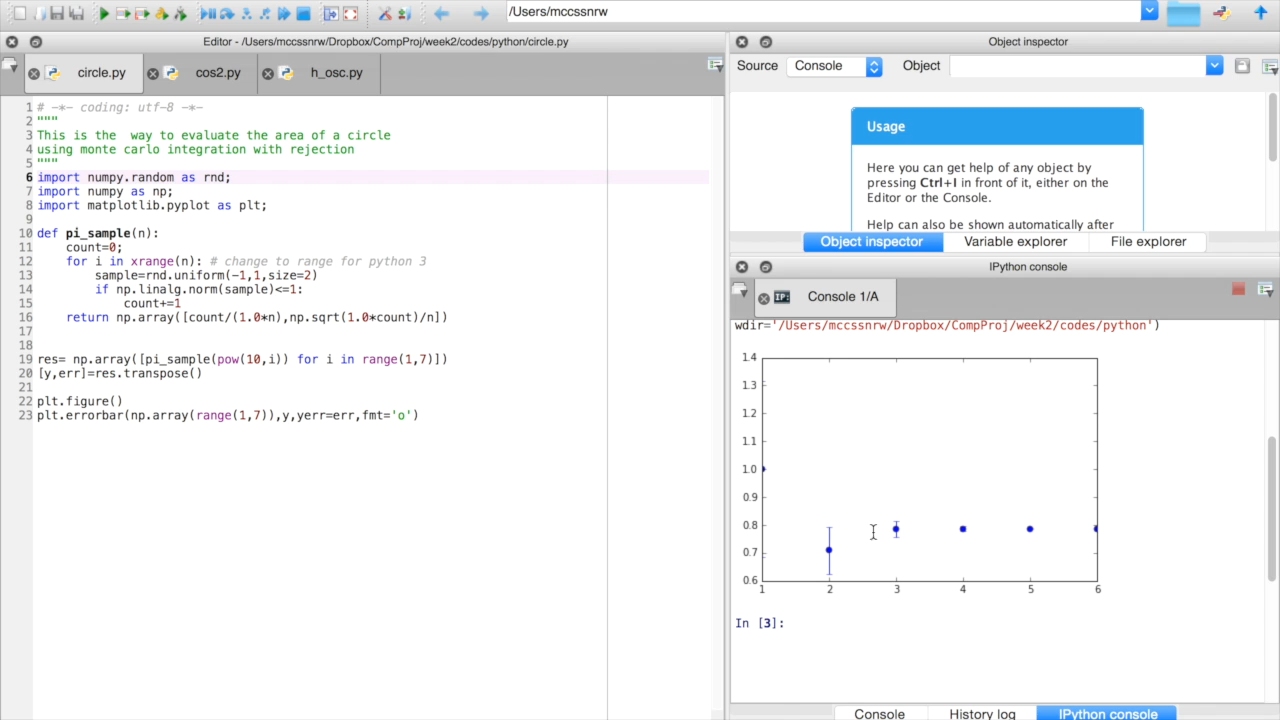 /Users/mccssnrw
Editor - /Users/mccssnrw/Dropbox/CompProj/week2/codes/python/circle.py
circle.py
cos2.py
h_osc.py
1 # -*- coding: utf-8 -*-
2 """
3 This is the  way to evaluate the area of a circle
4 using monte carlo integration with rejection
5 """
6 import numpy.random as rnd;
7 import numpy as np;
8 import matplotlib.pyplot as plt;
9
10 def pi_sample(n):
11     count=0;
12     for i in xrange(n): # change to range for python 3
13         sample=rnd.uniform(-1,1,size=2)
14         if np.linalg.norm(sample)<=1:
15             count+=1
16     return np.array([count/(1.0*n),np.sqrt(1.0*count)/n])
17
18
19 res= np.array([pi_sample(pow(10,i)) for i in range(1,7)])
20 [y,err]=res.transpose()
21
22 plt.figure()
23 plt.errorbar(np.array(range(1,7)),y,yerr=err,fmt='o')
Object inspector
Source Console Object
Usage
Here you can get help of any object by
pressing Ctrl+I in front of it, either on the
Editor or the Console.
Help can also be shown automatically after
Object inspector
Variable explorer
File explorer
IPython console
IP:
Console 1/A
wdir='/Users/mccssnrw/Dropbox/CompProj/week2/codes/python')
1.4
1.3
1.2
1.1
1.0
0.9
0.8
0.7
0.6
1 2 3 4 5 6
In [3]:
Console
History log
IPython console